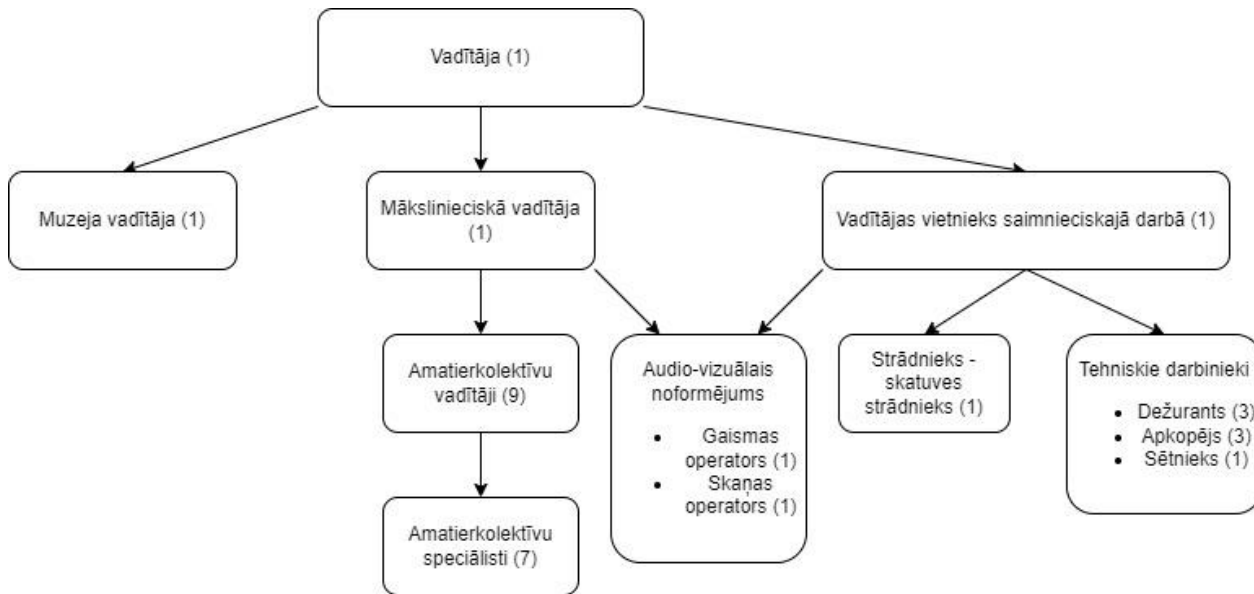 Vadītāja (1)
Muzeja vadītāja (1)
Mākslinieciskā vadītāja
(1)
Vadītājas vietnieks saimnieciskajā darbā (1)
Amatierkolektīvu
vadītāji (9)
Audio-vizuālais
noformējums
• Gaismas
operators (1)
• Skaņas
operators (1)
Strādnieks -
skatuves
strādnieks (1)
Tehniskie darbinieki
• Dežurants (3)
• Apkopējs (3)
• Sētnieks (1)
Amatierkolektīvu
speciālisti (7)